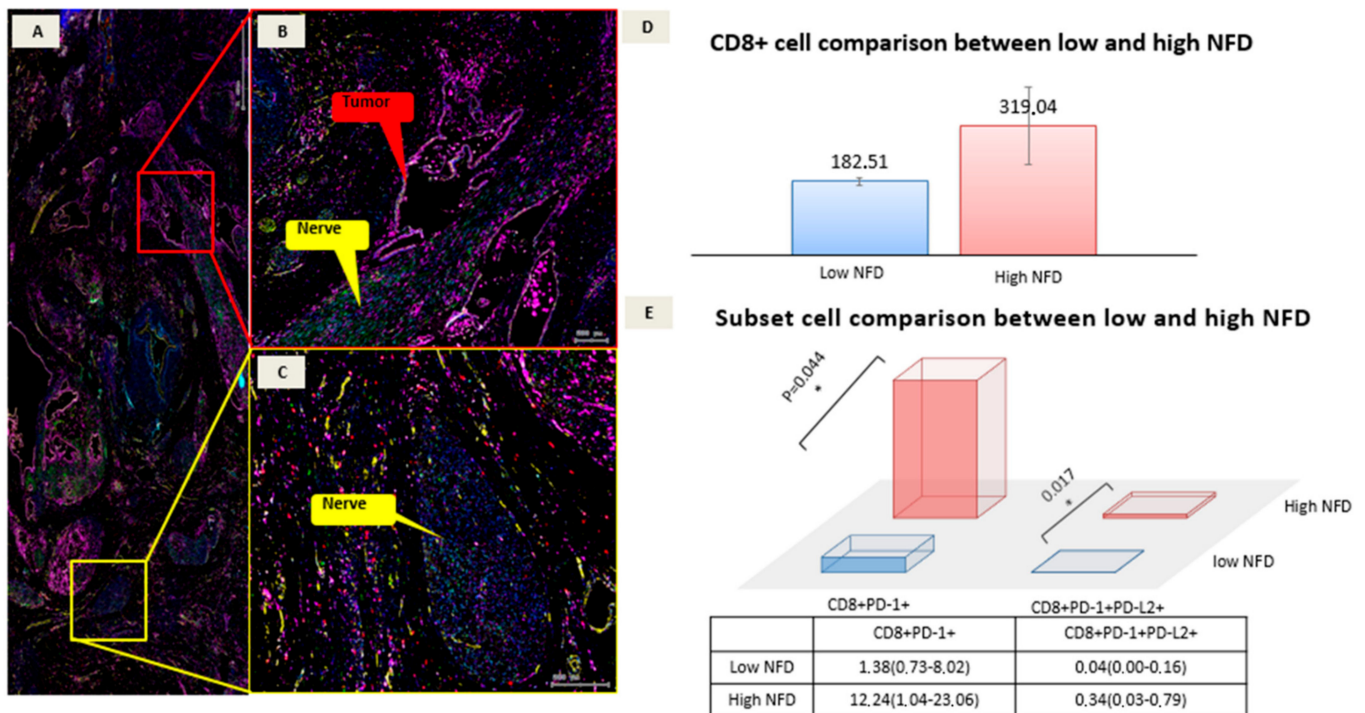 A
B
Tumor
Nerve
C
Nerve
D
CD8+ cell comparison between low and high NFD
319.04
182.51
Low NFD
High NFD
E
Subset cell comparison between low and high NFD
P=0.044
*
0.017
*
High NFD
low NFD
CD8+PD-1+
CD8+PD-1+PD-L2+
CD8+PD-1+ CD8+PD-1+PD-L2+
Low NFD 1.38(0.73-8.02) 0.04(0.00-0.16)
High NFD 12.24(1.04-23.06) 0.34(0.03-0.79)